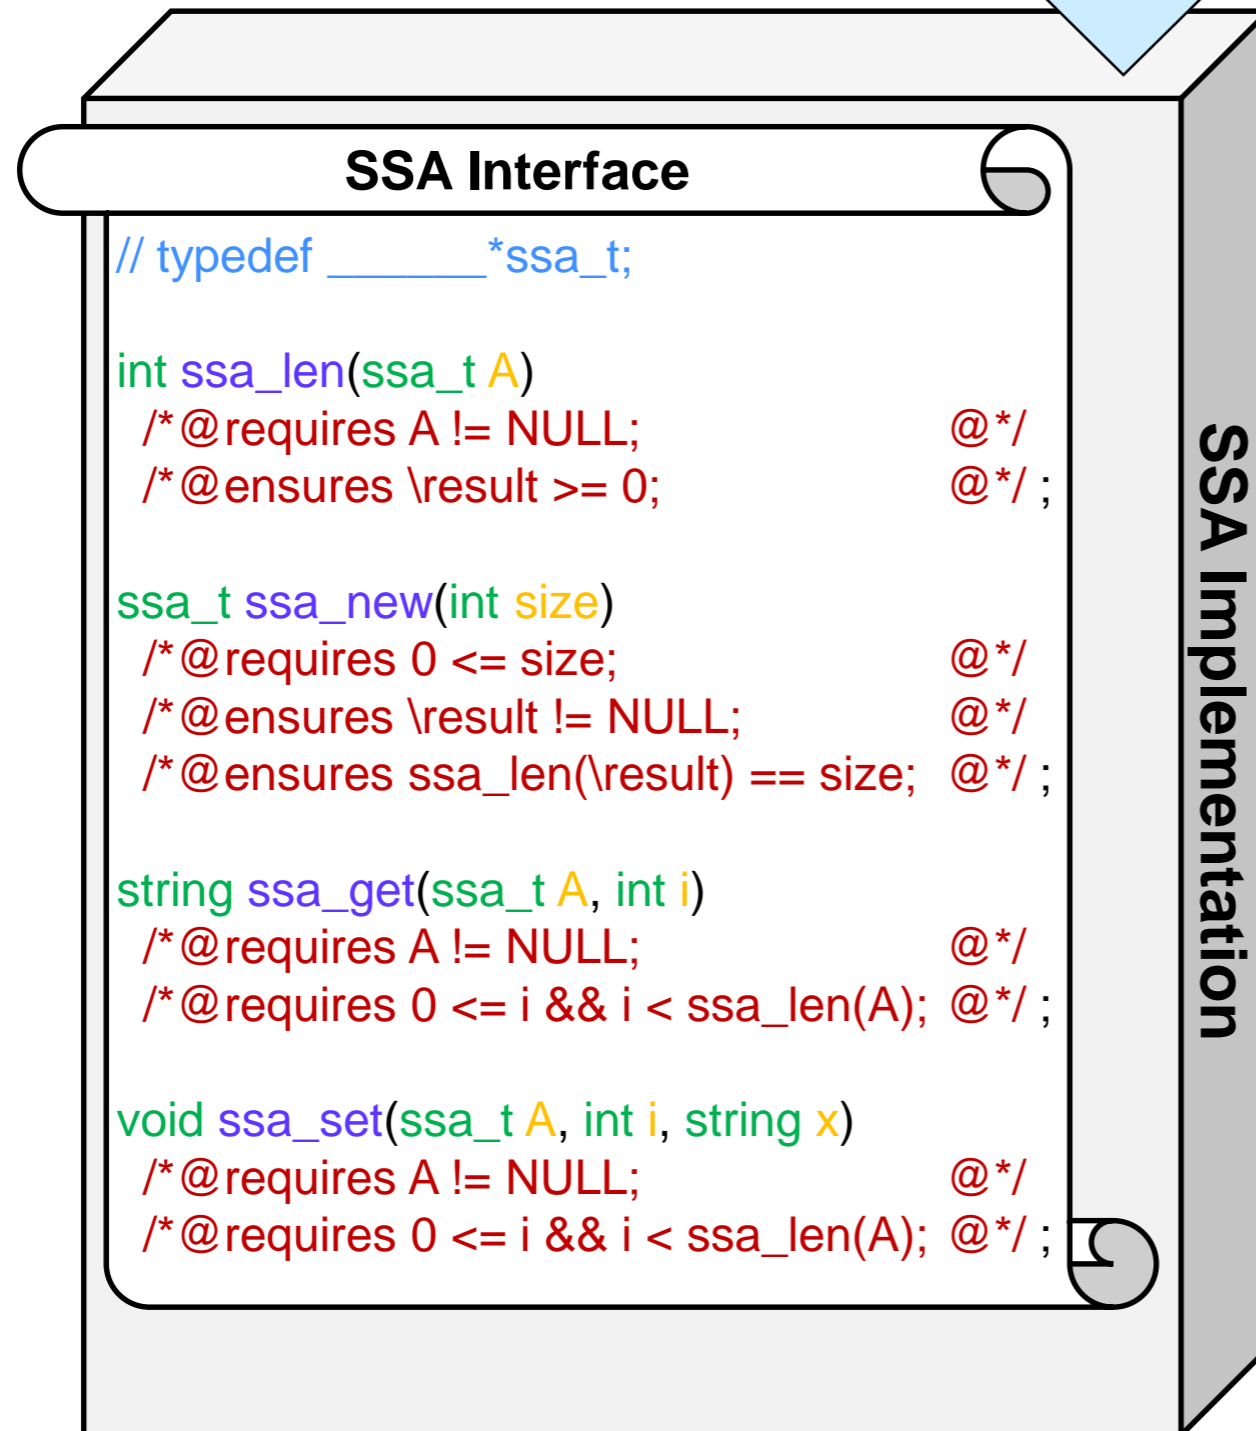 SSA Interface
// typedef ______*ssa_t;
int ssa_len(ssa_t A)
/*@requires A != NULL; @*/
/*@ensures \result >= 0; @*/ ;
ssa_t ssa_new(int size)
/*@requires 0 <= size; @*/
/*@ensures \result != NULL; @*/
/*@ensures ssa_len(\result) == size; @*/ ;
string ssa_get(ssa_t A, int i)
/*@requires A != NULL; @*/
/*@requires 0 <= i && i < ssa_len(A); @*/ ;
void ssa_set(ssa_t A, int i, string x)
/*@requires A != NULL; @*/
/*@requires 0 <= i && i < ssa_len(A); @*/ ;
SSA Implementation